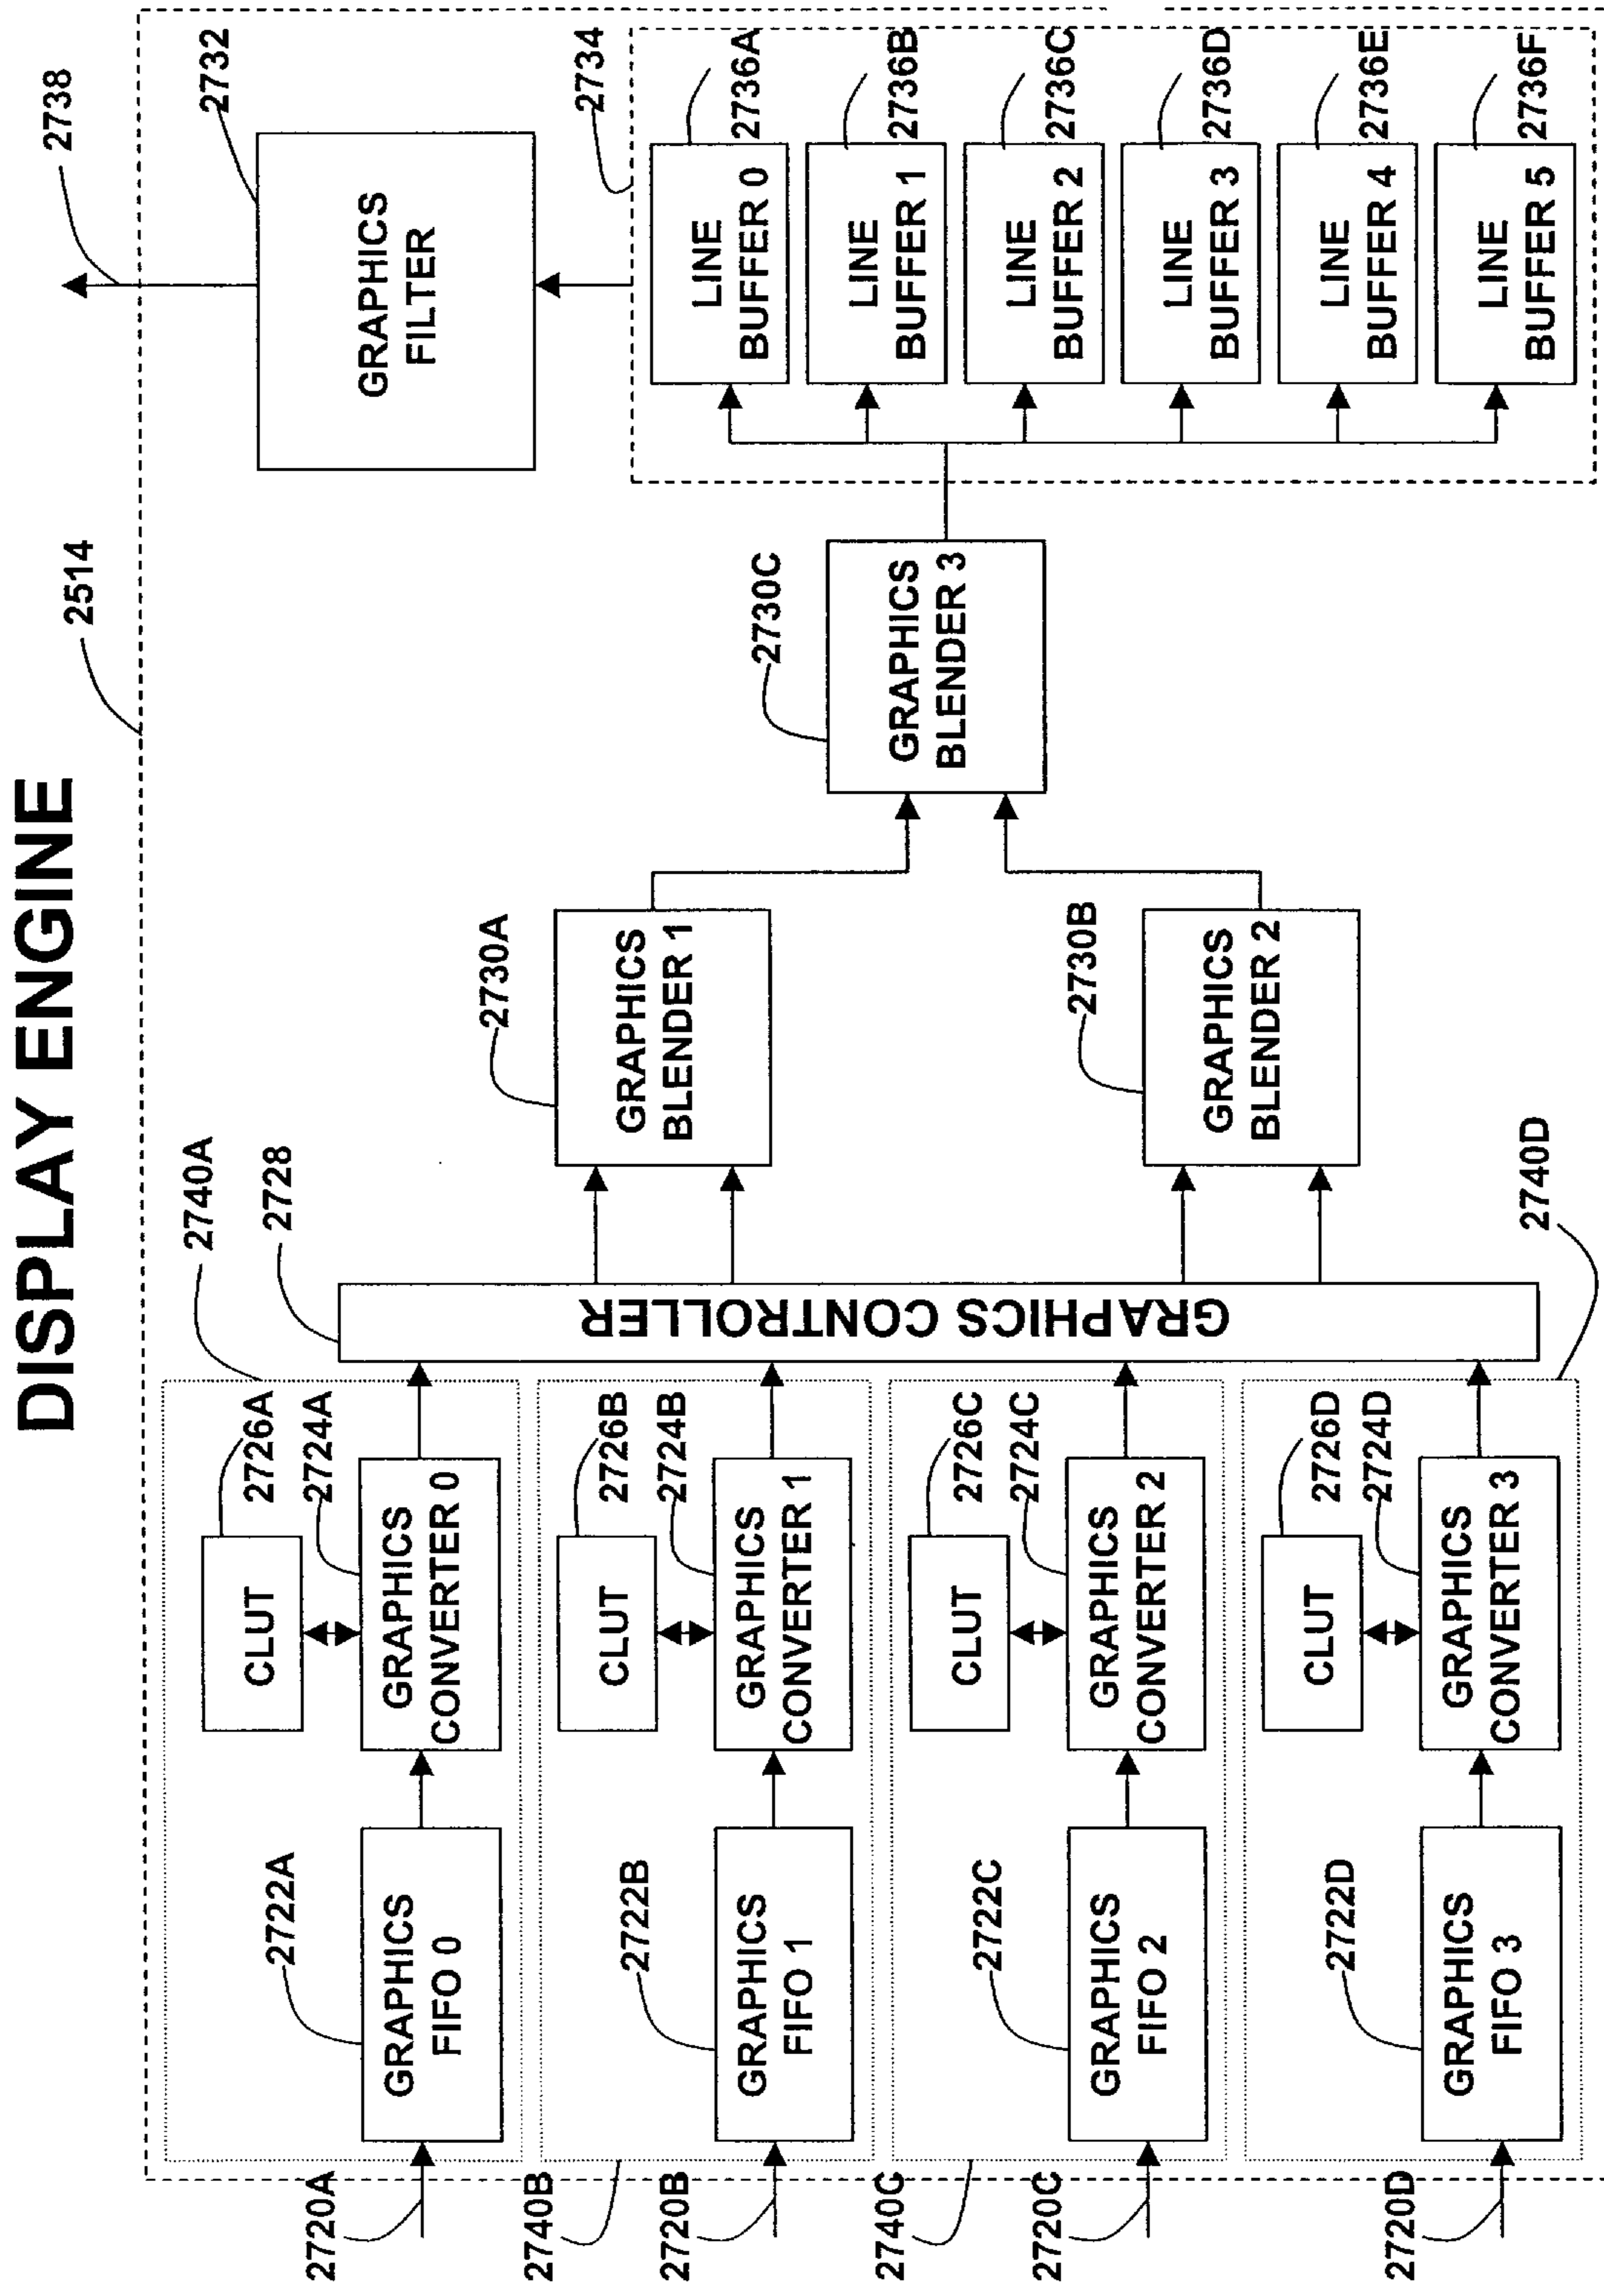 DISPLAY ENGINE
2514
2738
2740A
2728
2726A
CLUT
2724A
2722A
GRAPHICS
FIFO 0
GRAPHICS
CONVERTER 0
2720A
2740B
2726B
CLUT
2724B
2722B
GRAPHICS
FIFO 1
GRAPHICS
CONVERTER 1
2720B
2740C
2726C
CLUT
2724C
2722C
GRAPHICS
FIFO 2
GRAPHICS
CONVERTER 2
2720C
2740D
2726D
CLUT
2724D
2722D
GRAPHICS
FIFO 3
GRAPHICS
CONVERTER 3
2720D
GRAPHICS CONTROLLER
2730A
GRAPHICS
BLENDER 1
2730B
GRAPHICS
BLENDER 2
2730C
GRAPHICS
BLENDER 3
2732
GRAPHICS
FILTER
2734
LINE
BUFFER 0
2736A
LINE
BUFFER 1
2736B
LINE
BUFFER 2
2736C
LINE
BUFFER 3
2736D
LINE
BUFFER 4
2736E
LINE
BUFFER 5
2736F